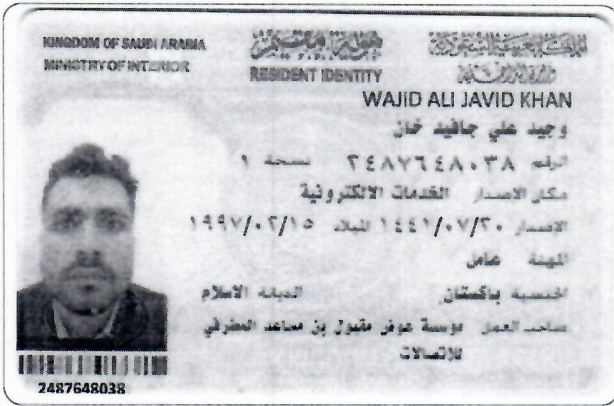 KINGDOM OF SAUDI ARABIA
MINISTRY OF INTERIOR
هوية مقيم
RESIDENT IDENTITY
المملكة العربية السعودية
وزارة الداخلية
WAJID ALI JAVID KHAN
وجيد علي جافيد خان
الرقم ٢٤٨٧٦٤٨٠٣٨ نسخة ١
مكان الاصدار الخدمات الالكترونية
الاصدار ١٤٤١/٠٧/٢٠ الميلاد ١٩٩٧/٠٢/١٥
المهنة عامل
الجنسية باكستان الديانة الاسلام
صاحب العمل مؤسسة عوض مقبول بن مساعد المطرفي
للاتصالات
2487648038